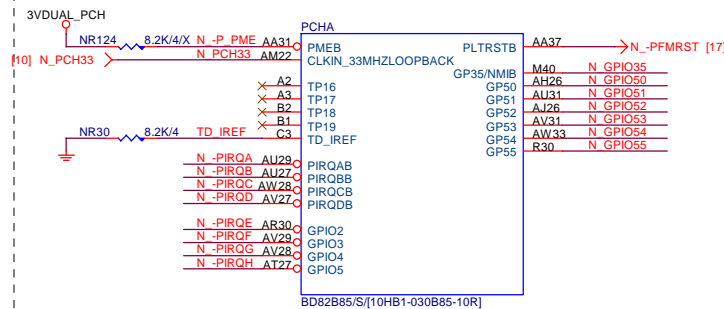 3VDUAL_PCH
PCHA
NR124 8.2K/4/X N_-P_PME AA31 PMEB PLTRSTB AA37 N_-PFMRST [17]
[10] N_PCH33 N_PCH33 AM22 CLKIN_33MHZLOOPBACK
GP35/NMIB M40 N_GPIO35
A2 TP16 GP50 AH26 N_GPIO50
A3 TP17 GP51 AU31 N_GPIO51
B2 TP18 GP52 AJ26 N_GPIO52
B1 TP19 GP53 AV31 N_GPIO53
NR30 8.2K/4 TD_IREF C3 TD_IREF GP54 AW33 N_GPIO54
GP55 R30 N_GPIO55
N_-PIRQA AU29 PIRQAB
N_-PIRQB AU27 PIRQBB
N_-PIRQC AW28 PIRQCB
N_-PIRQD AV27 PIRQDB
N_-PIRQE AR30 GPIO2
N_-PIRQF AV29 GPIO3
N_-PIRQG AV28 GPIO4
N_-PIRQH AT27 GPIO5
BD82B85/S/[10HB1-030B85-10R]